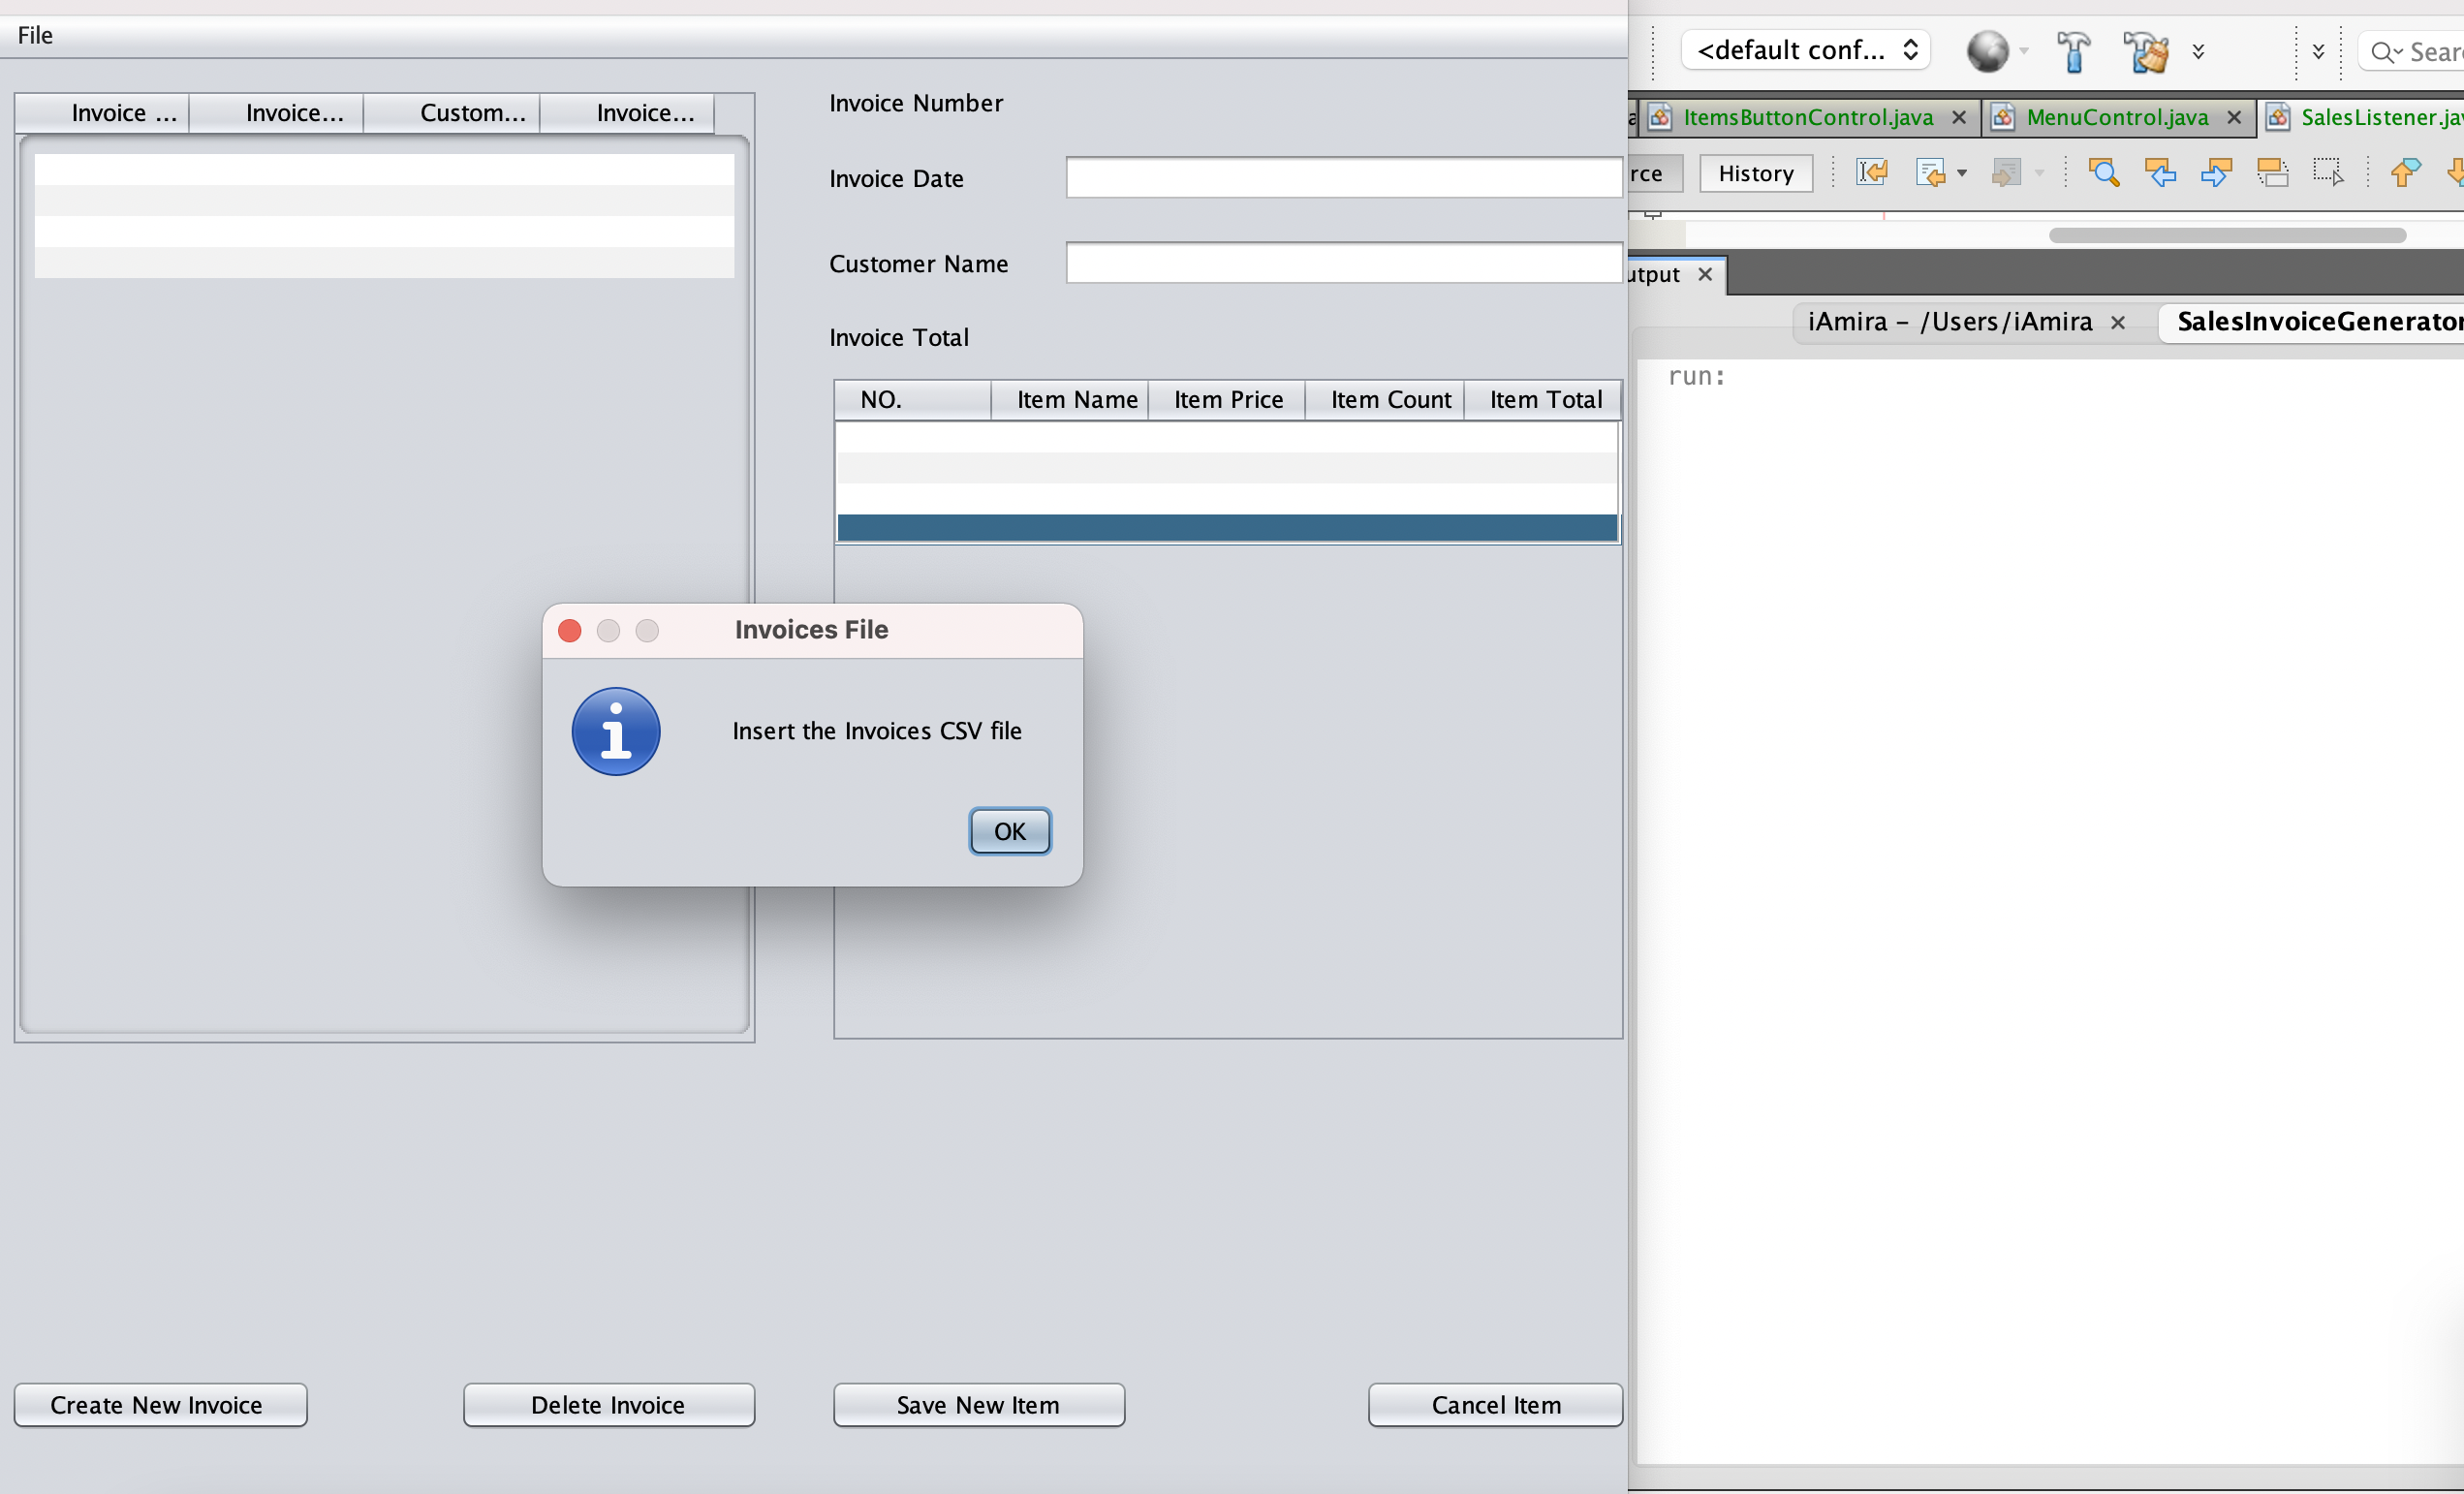 File
Invoice ... Invoice... Custom... Invoice...
Invoice Number
Invoice Date
Customer Name
Invoice Total
NO. Item Name Item Price Item Count Item Total
Invoices File
Insert the Invoices CSV file
OK
Create New Invoice
Delete Invoice
Save New Item
Cancel Item
<default conf...
Sear
ItemsButtonControl.java MenuControl.java SalesListener.ja
rce History
utput
iAmira – /Users/iAmira SalesInvoiceGenerator
run: